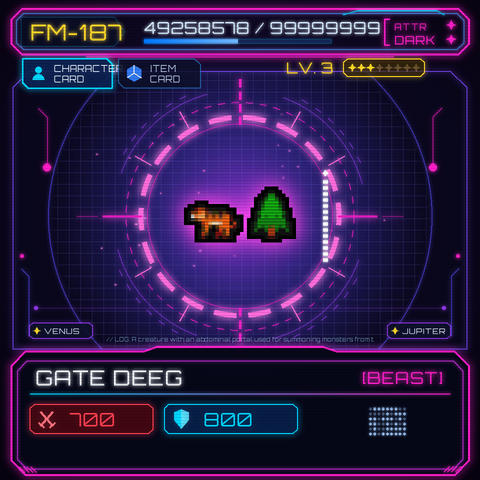 FM-187
49258578 / 99999999
ATTR
DARK
CHARACTER
CARD
ITEM
CARD
LV. 3
VENUS
JUPITER
// LOG: A creature with an abdominal portal used for summoning monsters from t
GATE DEEG
[BEAST]
700
800